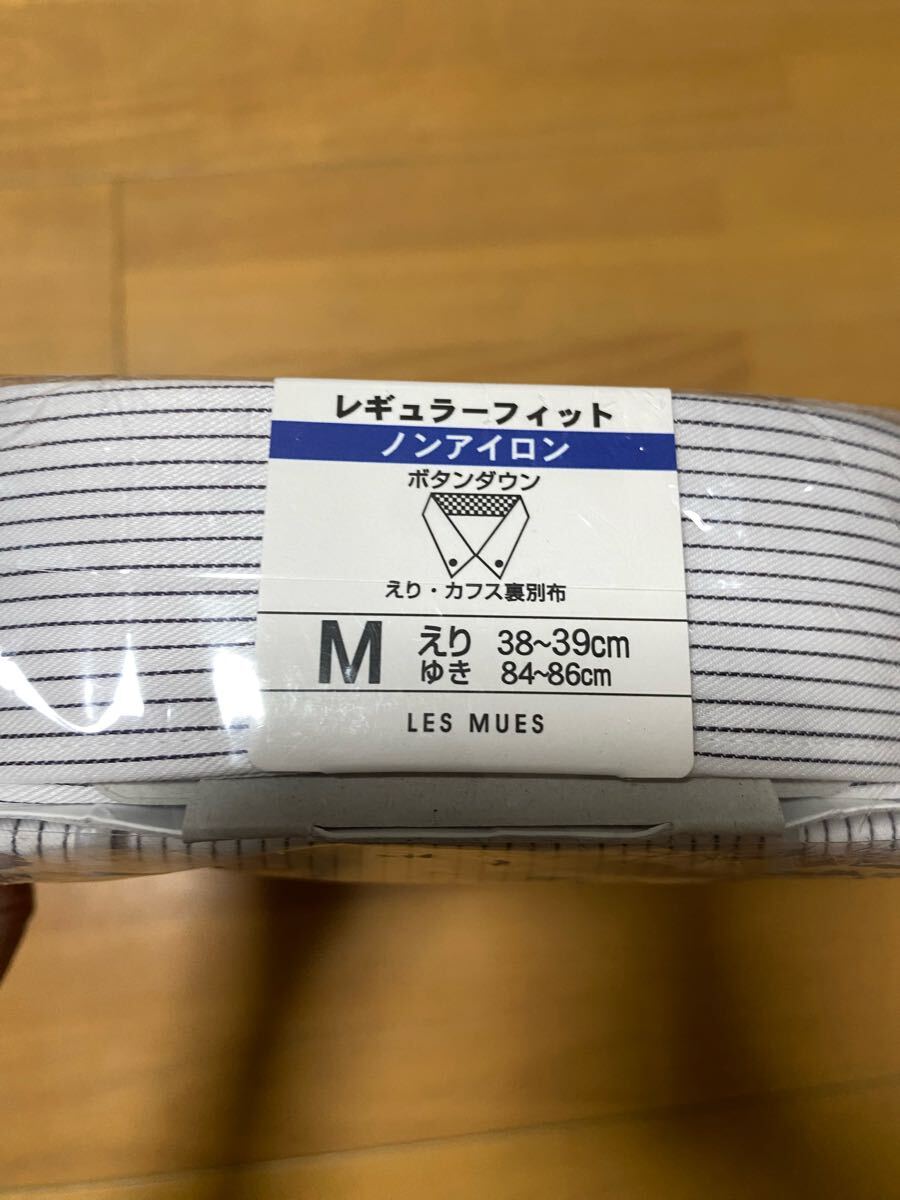 レギュラーフィット
ノンアイロン
ボタンダウン
えり・カフス裏別布
M えり 38~39cm
ゆき 84~86cm
LES MUES